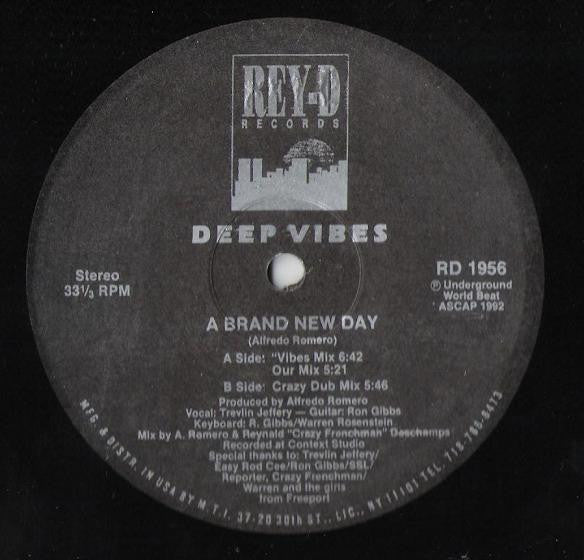 REY-D
RECORDS
DEEP VIBES
Stereo
33⅓ RPM
RD 1956
Ⓟ Underground
World Beat
ASCAP 1992
A BRAND NEW DAY
(Alfredo Romero)
A Side: "Vibes Mix 6:42
Our Mix 5:21
B Side: Crazy Dub Mix 5:46
Produced by Alfredo Romero
Vocal: Trevlin Jeffery — Guitar: Ron Gibbs
Keyboard: R. Gibbs/Warren Rosenstein
Mix by A. Romero & Reynald "Crazy Frenchman" Deschamps
Recorded at Context Studio
Special thanks to: Trevlin Jeffery/
Easy Rod Cee/Ron Gibbs/SSL/
Reporter, Crazy Frenchman/
Warren and the girls
from Freeport
MFG. & DISTR. IN USA BY M.T.I. 37-20 30th ST., LIC., NY 11101 TEL. 718-786-6473